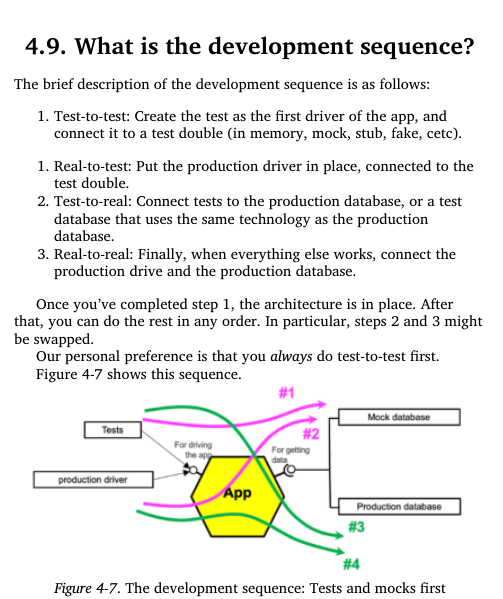 4.9. What is the development sequence?
The brief description of the development sequence is as follows:
1. Test-to-test: Create the test as the first driver of the app, and
connect it to a test double (in memory, mock, stub, fake, cetc).
1. Real-to-test: Put the production driver in place, connected to the
test double.
2. Test-to-real: Connect tests to the production database, or a test
database that uses the same technology as the production
database.
3. Real-to-real: Finally, when everything else works, connect the
production drive and the production database.
Once you've completed step 1, the architecture is in place. After
that, you can do the rest in any order. In particular, steps 2 and 3 might
be swapped.
Our personal preference is that you always do test-to-test first.
Figure 4-7 shows this sequence.
#1
Mock database
Tests
#2
For driving
the app
For getting
data
production driver
App
Production database
#3
#4
Figure 4-7. The development sequence: Tests and mocks first